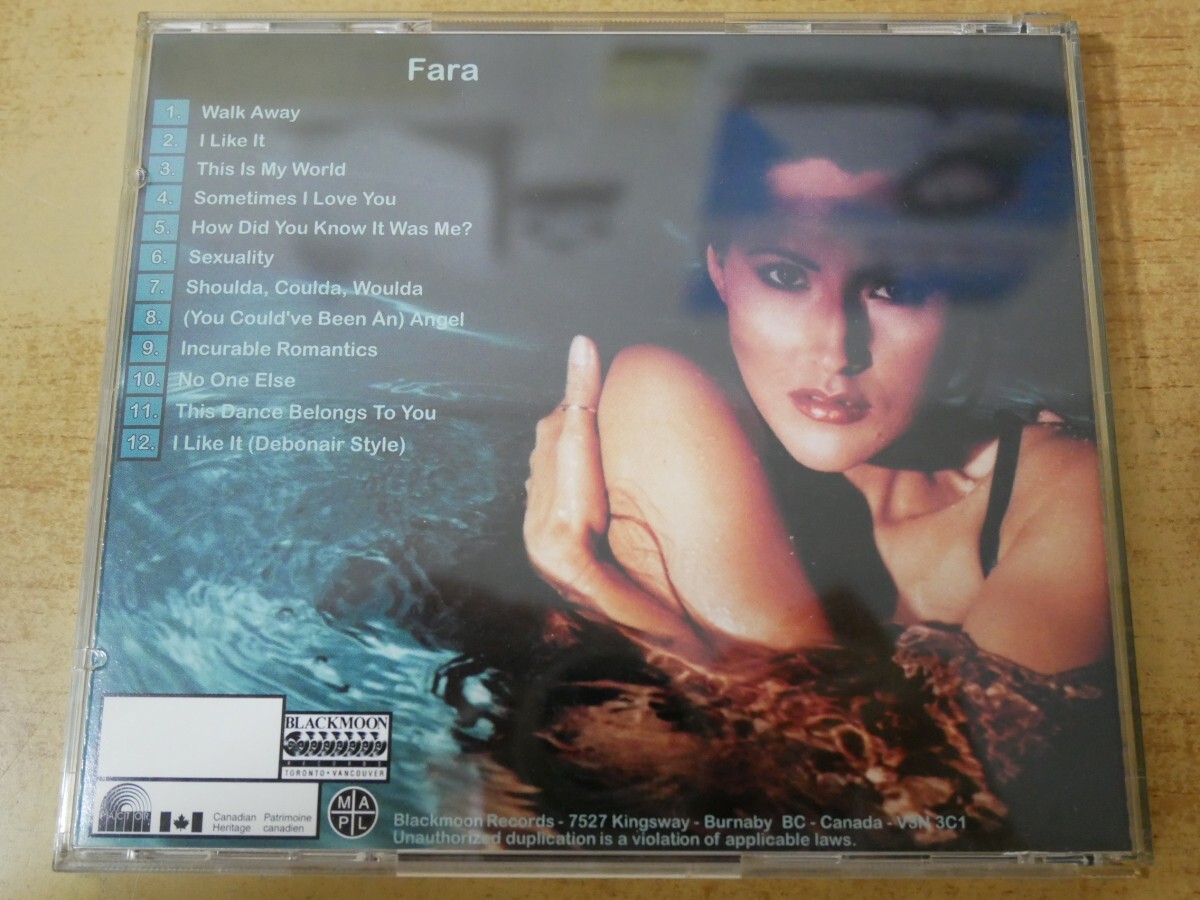 Fara
1. Walk Away
2. I Like It
3. This Is My World
4. Sometimes I Love You
5. How Did You Know It Was Me?
6. Sexuality
7. Shoulda, Coulda, Woulda
8. (You Could've Been An) Angel
9. Incurable Romantics
10. No One Else
11. This Dance Belongs To You
12. I Like It (Debonair Style)
BLACKMOON
RECORDS
TORONTO • VANCOUVER
FACTOR
Canadian Heritage
Patrimoine canadien
M A
P L
Blackmoon Records - 7527 Kingsway - Burnaby BC - Canada - V3N 3C1
Unauthorized duplication is a violation of applicable laws.